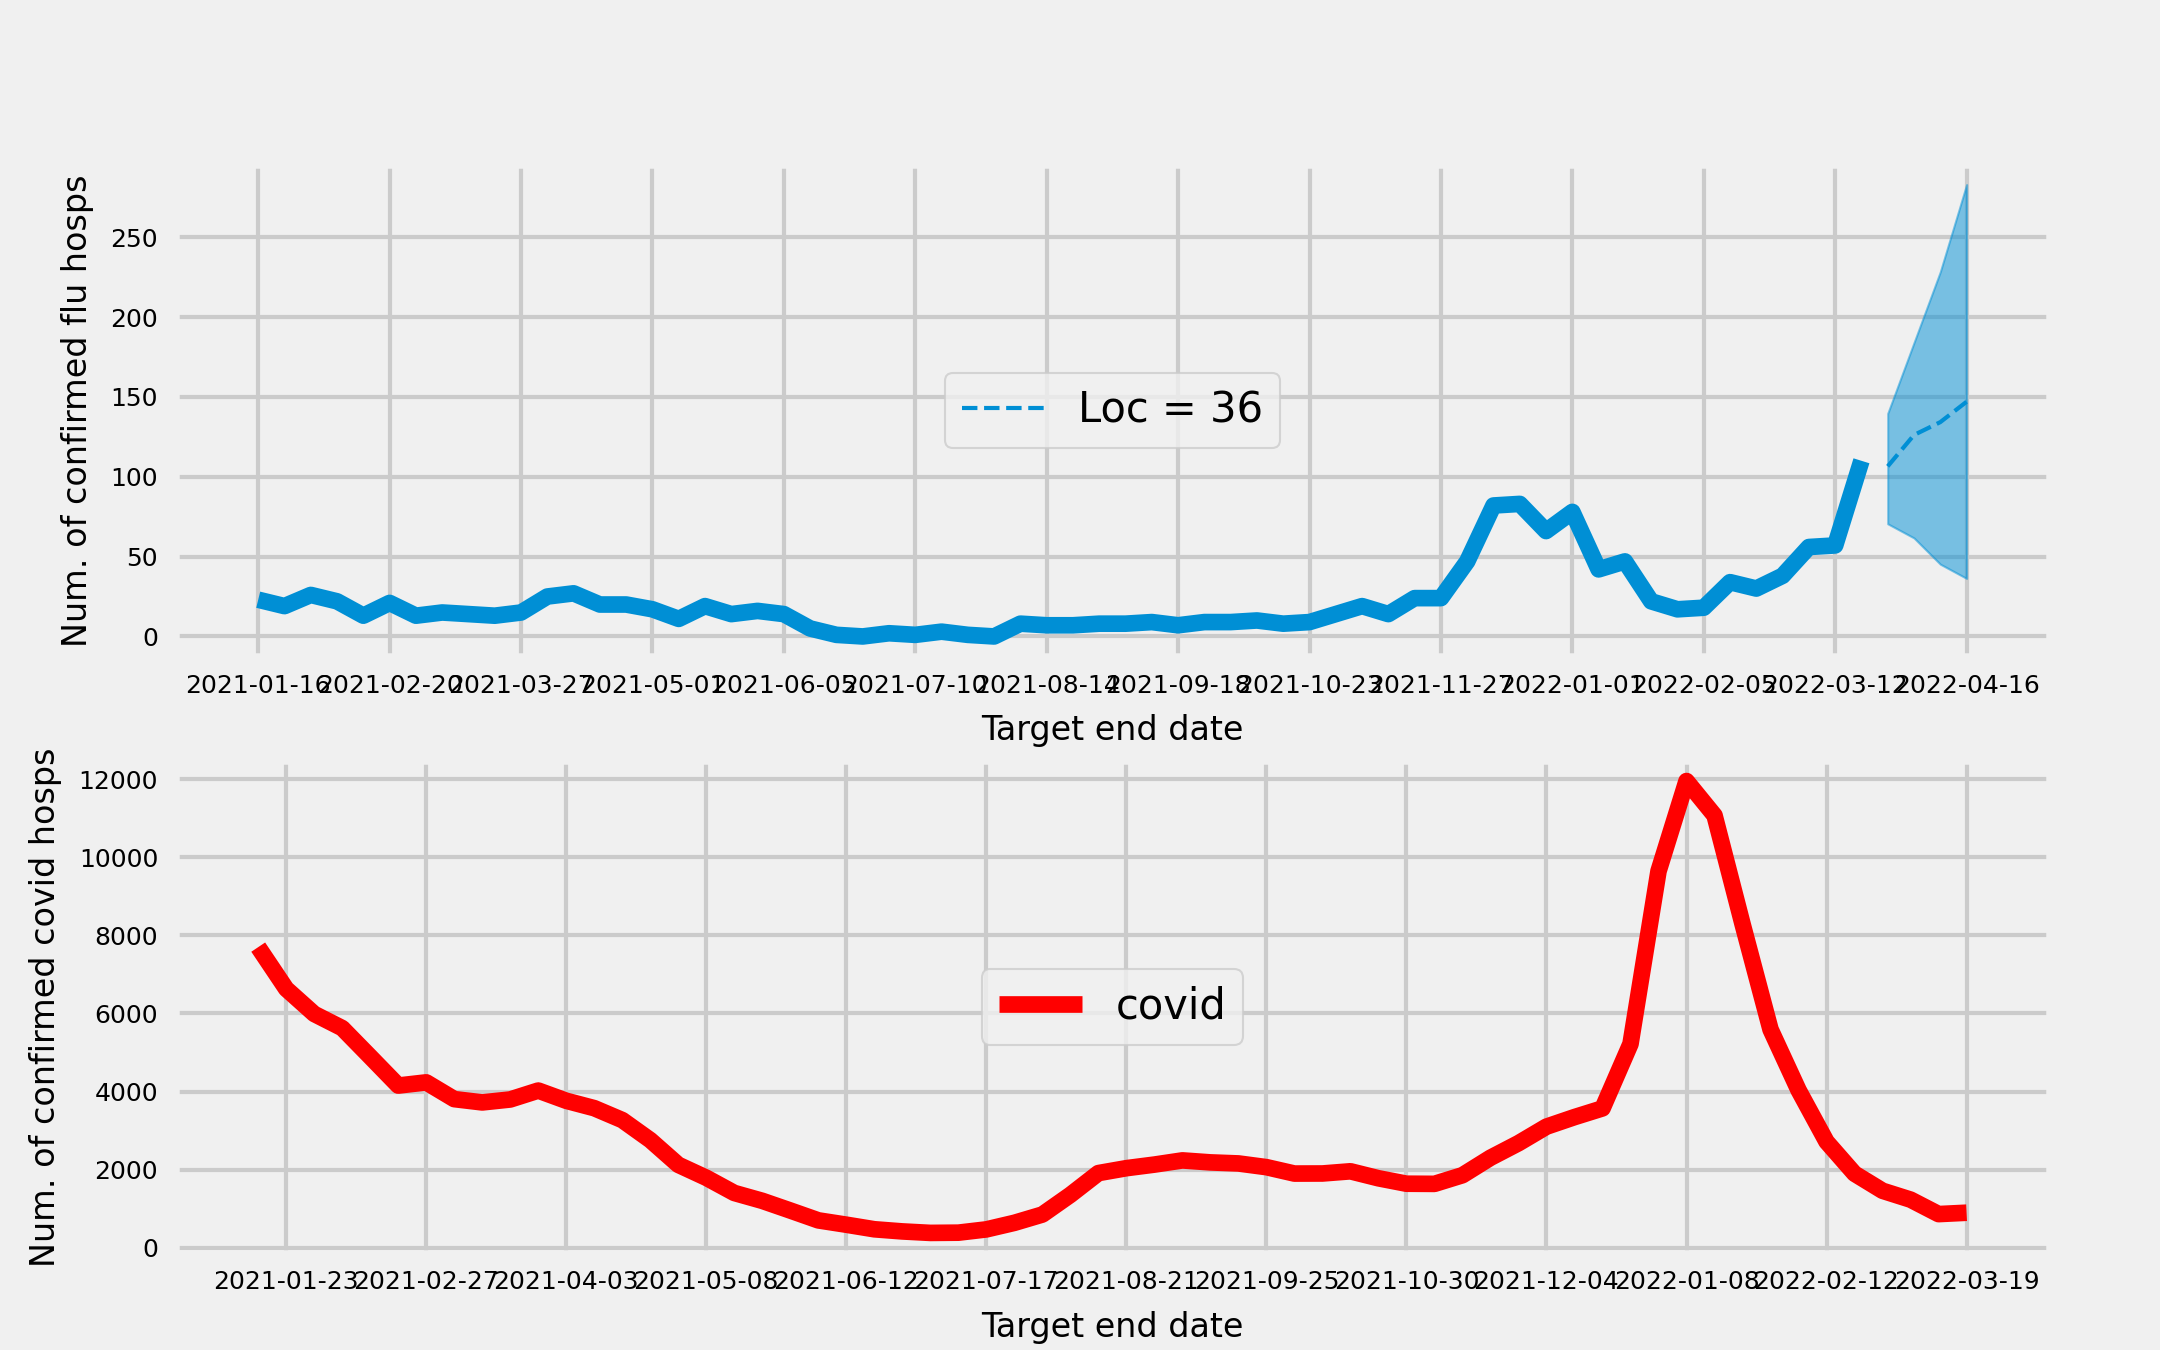 Num. of confirmed flu hosps
250
200
150
100
50
0
Loc = 36
2021-01-16 2021-02-20 2021-03-27 2021-05-01 2021-06-05 2021-07-10 2021-08-14 2021-09-18 2021-10-23 2021-11-27 2022-01-01 2022-02-05 2022-03-12 2022-04-16
Target end date
Num. of confirmed covid hosps
12000
10000
8000
6000
4000
2000
0
covid
2021-01-23 2021-02-27 2021-04-03 2021-05-08 2021-06-12 2021-07-17 2021-08-21 2021-09-25 2021-10-30 2021-12-04 2022-01-08 2022-02-12 2022-03-19
Target end date